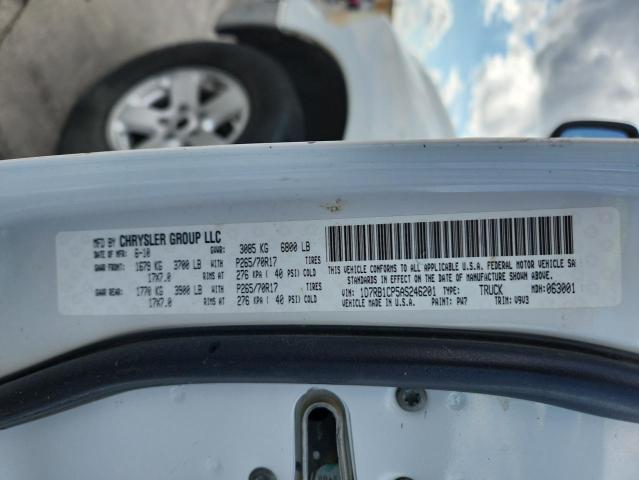 MFD BY CHRYSLER GROUP LLC
DATE OF MFR: 6-10 GVWR: 3085 KG 6800 LB
GAWR FRONT: 1679 KG 3700 LB WITH P265/70R17 TIRES
17X7.0 RIMS AT 276 KPA ( 40 PSI) COLD
GAWR REAR: 1770 KG 3900 LB WITH P265/70R17 TIRES
17X7.0 RIMS AT 276 KPA ( 40 PSI) COLD
THIS VEHICLE CONFORMS TO ALL APPLICABLE U.S.A. FEDERAL MOTOR VEHICLE SA
STANDARDS IN EFFECT ON THE DATE OF MANUFACTURE SHOWN ABOVE.
VIN: 1D7RB1CP5AS246201 TYPE: TRUCK MDH: 063001
VEHICLE MADE IN U.S.A. PAINT: PW7 TRIM: V9V3